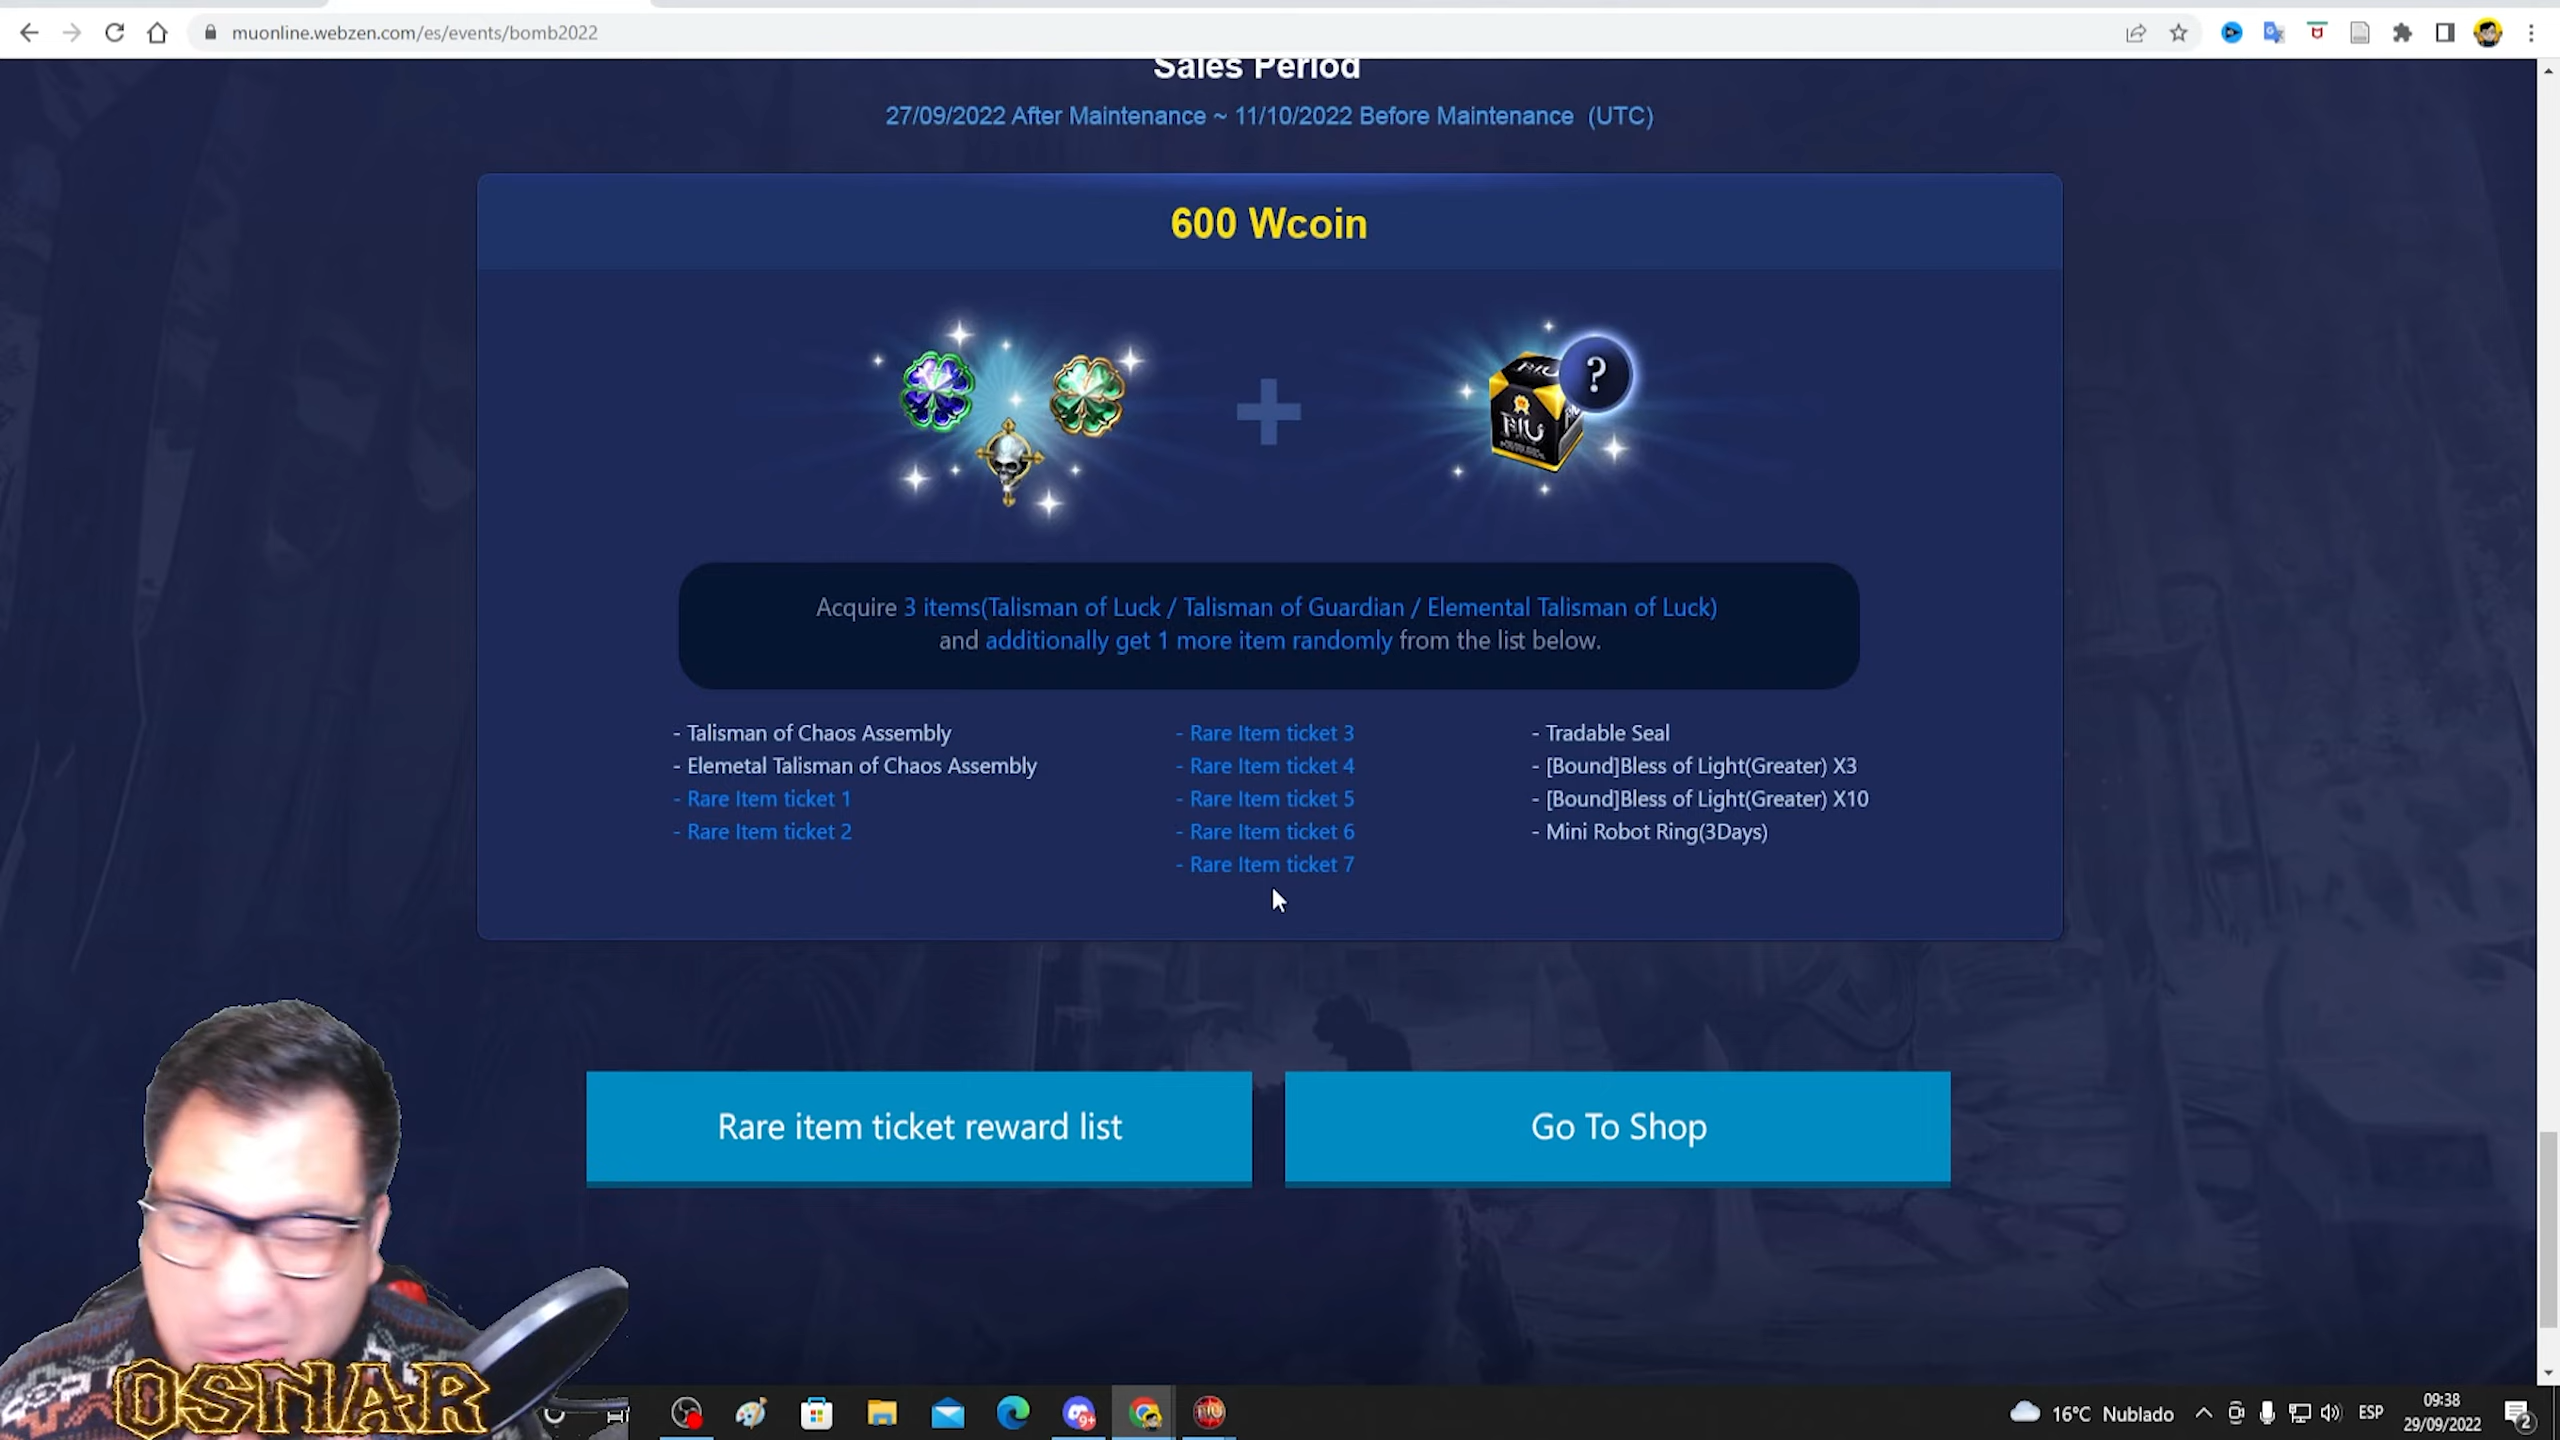 muonline.webzen.com/es/events/bomb2022
Sales Period
27/09/2022 After Maintenance ~ 11/10/2022 Before Maintenance (UTC)
600 Wcoin
?
MU
Acquire 3 items(Talisman of Luck / Talisman of Guardian / Elemental Talisman of Luck)
and additionally get 1 more item randomly from the list below.
- Talisman of Chaos Assembly
- Elemetal Talisman of Chaos Assembly
- Rare Item ticket 1
- Rare Item ticket 2
- Rare Item ticket 3
- Rare Item ticket 4
- Rare Item ticket 5
- Rare Item ticket 6
- Rare Item ticket 7
- Tradable Seal
- [Bound]Bless of Light(Greater) X3
- [Bound]Bless of Light(Greater) X10
- Mini Robot Ring(3Days)
Rare item ticket reward list
Go To Shop
OSNAR
9+
16°C Nublado
ESP
09:38
29/09/2022
2